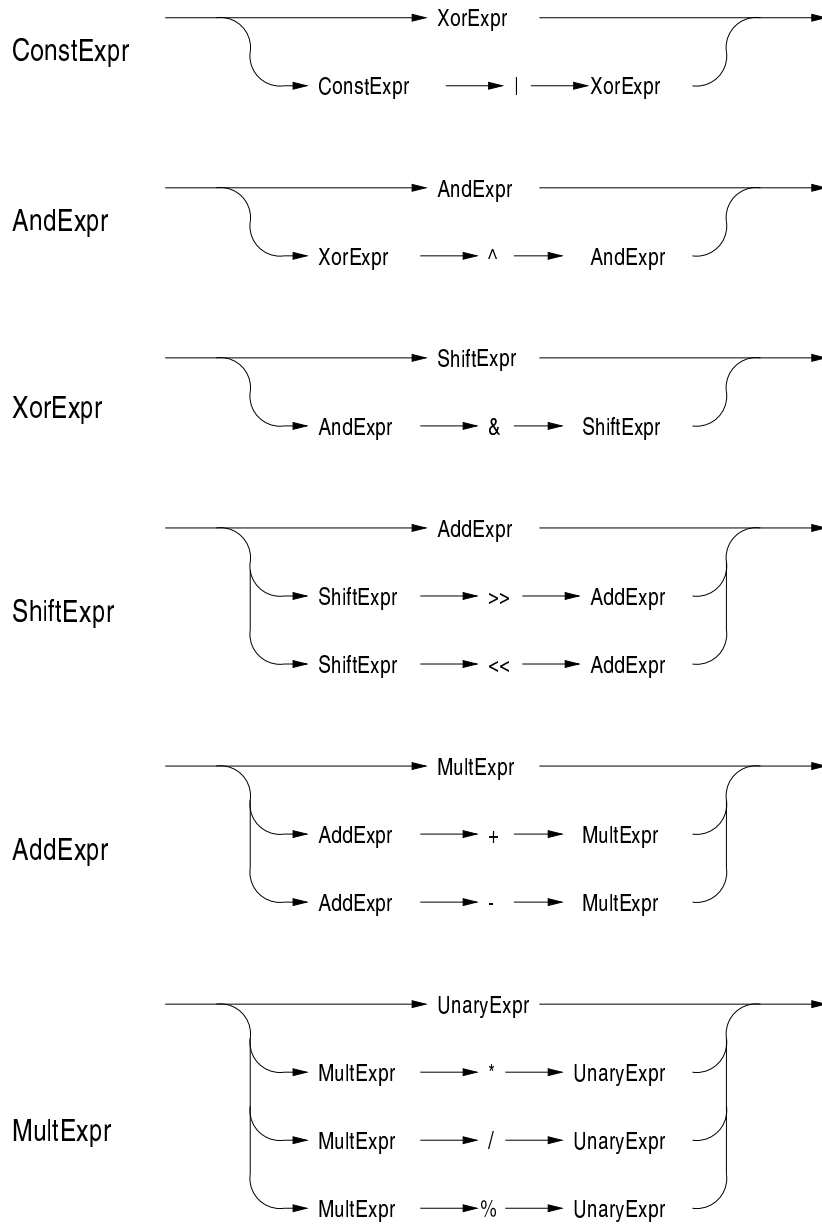 XorExpr
ConstExpr
ConstExpr | XorExpr
AndExpr
AndExpr
XorExpr ^ AndExpr
ShiftExpr
XorExpr
AndExpr & ShiftExpr
AddExpr
ShiftExpr >> AddExpr
ShiftExpr
ShiftExpr << AddExpr
MultExpr
AddExpr + MultExpr
AddExpr
AddExpr - MultExpr
UnaryExpr
MultExpr * UnaryExpr
MultExpr
MultExpr / UnaryExpr
MultExpr % UnaryExpr